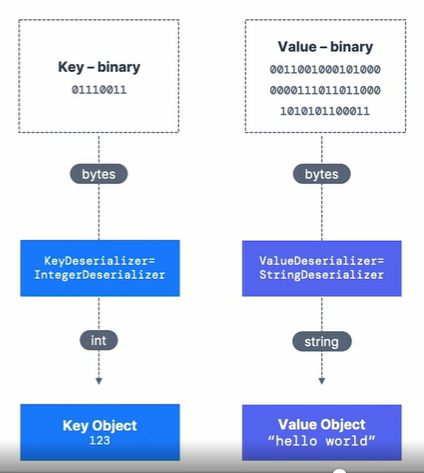 Key – binary
01110011
bytes
KeyDeserializer=
IntegerDeserializer
int
Key Object
123
Value – binary
0011001000101000
0000111011011000
1010101100011
bytes
ValueDeserializer=
StringDeserializer
string
Value Object
“hello world”